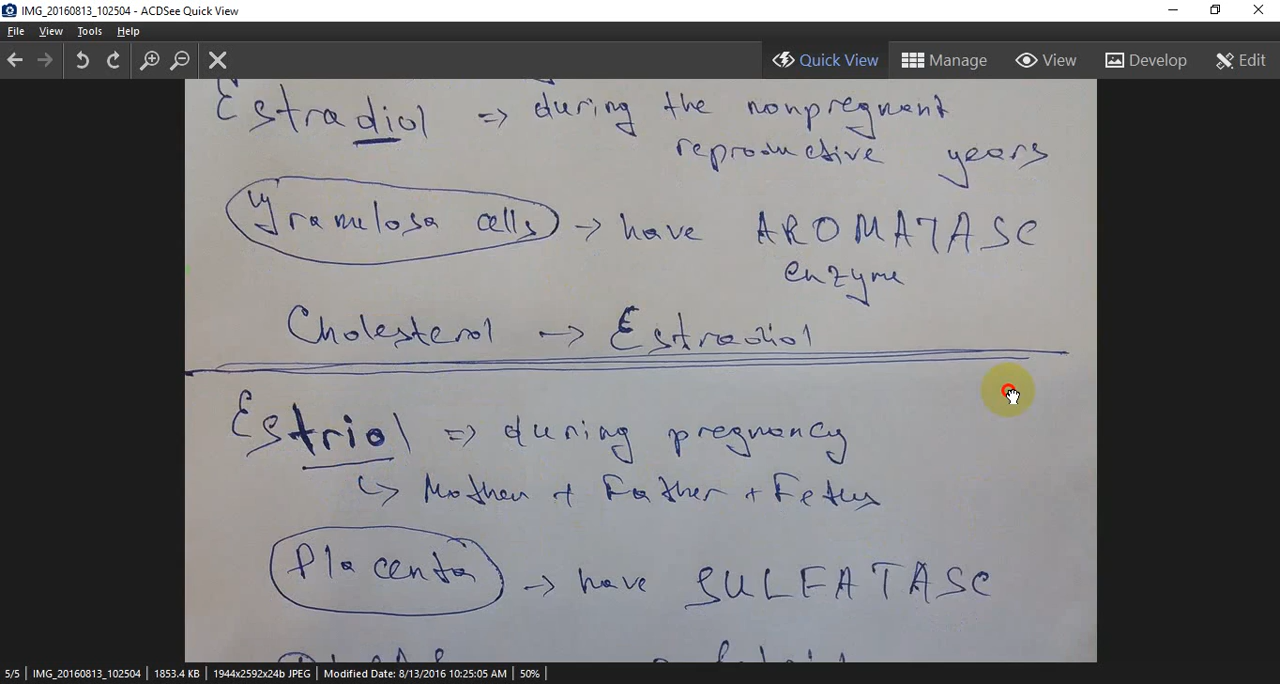 IMG_20160813_102504 - ACDSee Quick View
File View Tools Help
Quick View Manage View Develop Edit
Estradiol => during the nonpregnant
reproductive years
Granulosa cells -> have AROMATASE
enzyme
Cholesterol -> Estradiol
Estriol => during pregnancy
↳ Mother + Father + Fetus
Placenta -> have SULFATASE
5/5 IMG_20160813_102504 1853.4 KB 1944x2592x24b JPEG Modified Date: 8/13/2016 10:25:05 AM 50%